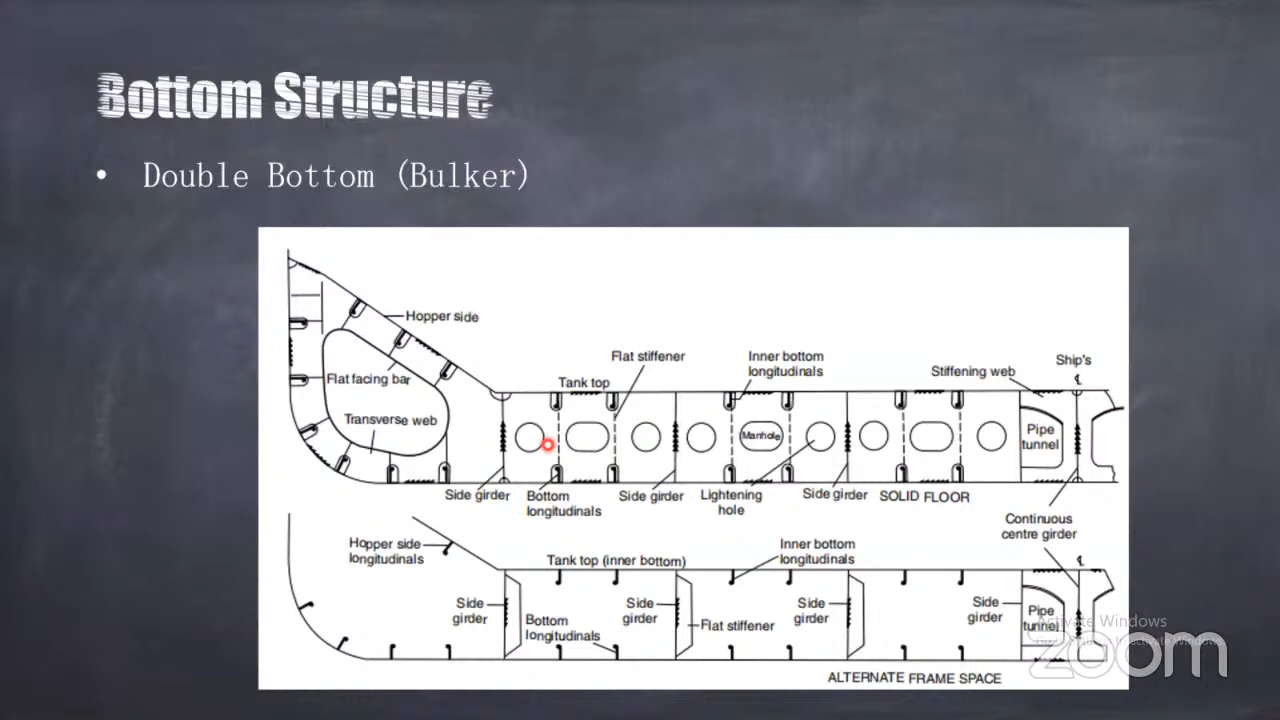 Bottom Structure
• Double Bottom (Bulker)
Hopper side
Flat stiffener
Inner bottom
longitudinals
Ship's
℄
Tank top
Stiffening web
Flat facing bar
Transverse web
Manhole
Pipe
tunnel
Side girder
Bottom
longitudinals
Side girder
Lightening
hole
Side girder
SOLID FLOOR
Continuous
centre girder
Hopper side
longitudinals
Tank top (inner bottom)
Inner bottom
longitudinals
℄
Side
girder
Bottom
longitudinals
Side
girder
Flat stiffener
Side
girder
Side
girder
Pipe
tunnel
Activate Windows
zoom
ALTERNATE FRAME SPACE